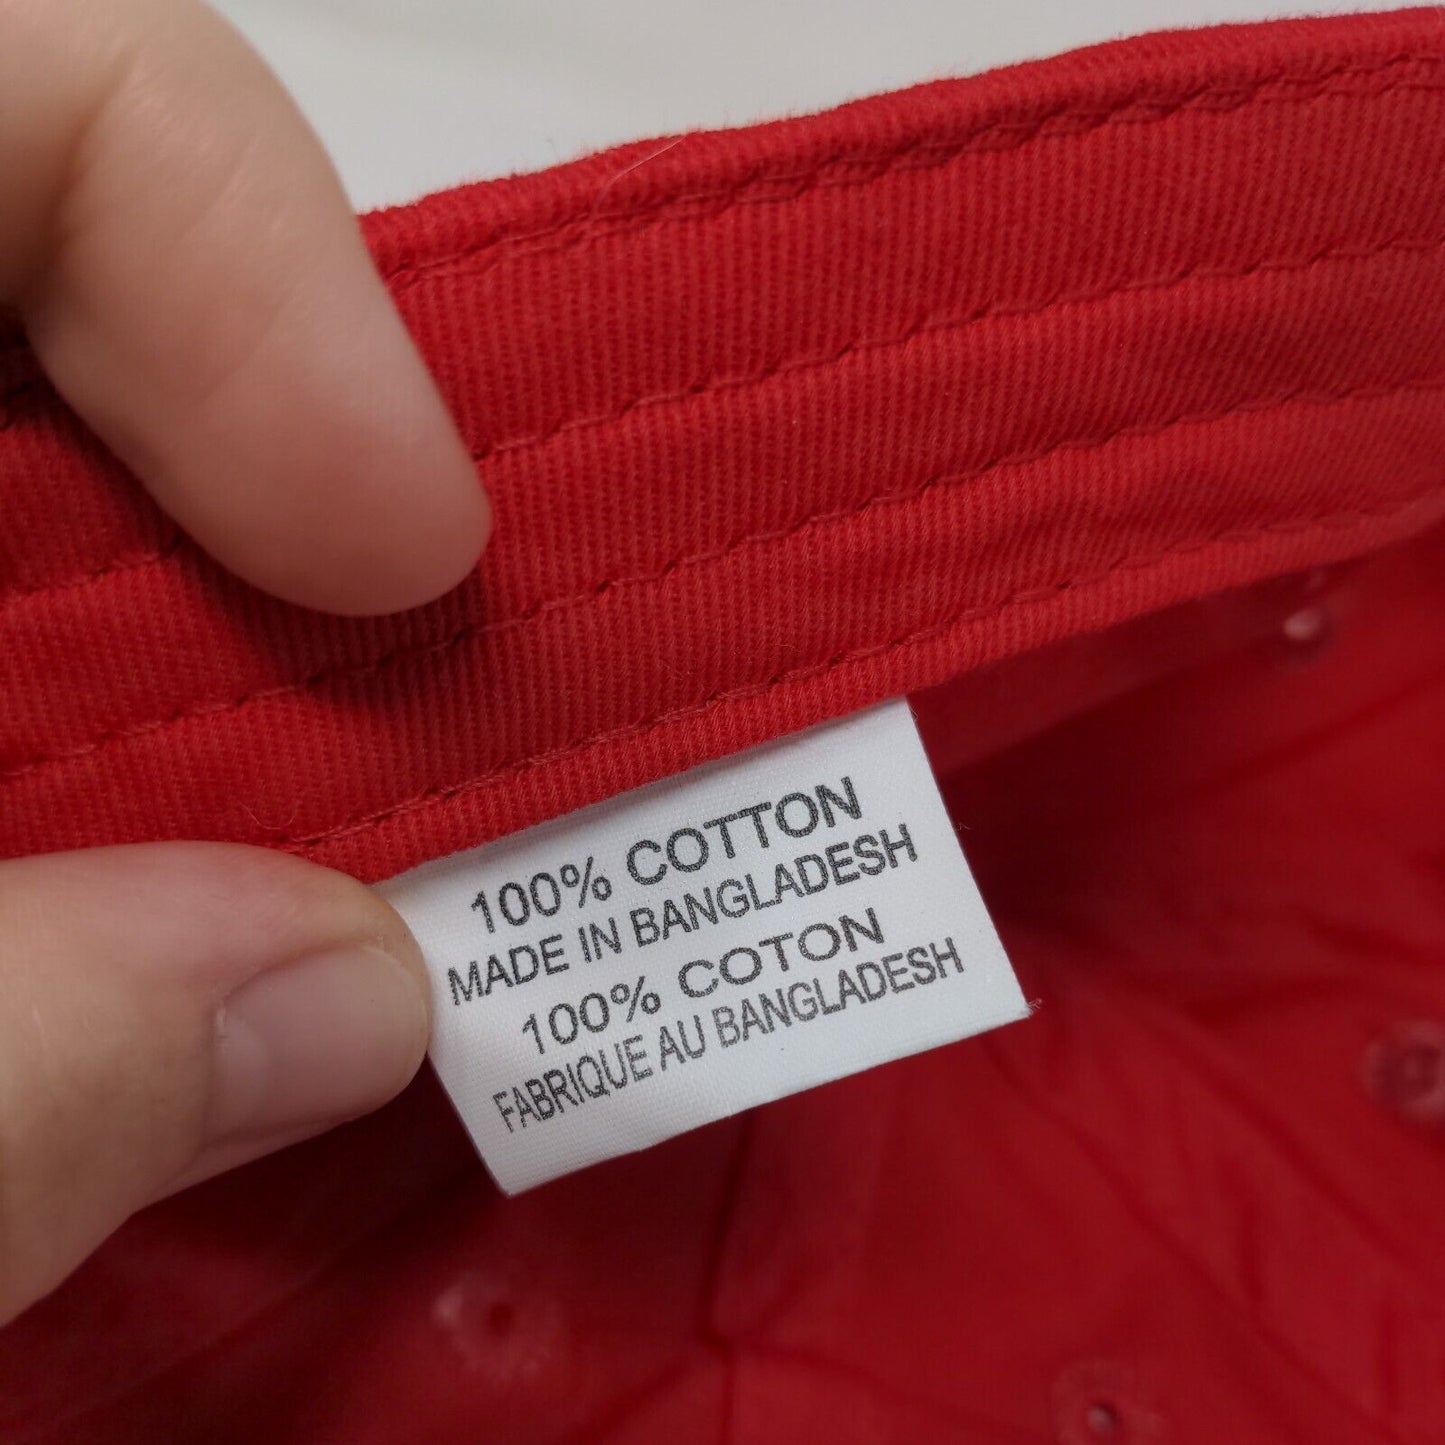 100% COTTON
MADE IN BANGLADESH
100% COTON
FABRIQUE AU BANGLADESH